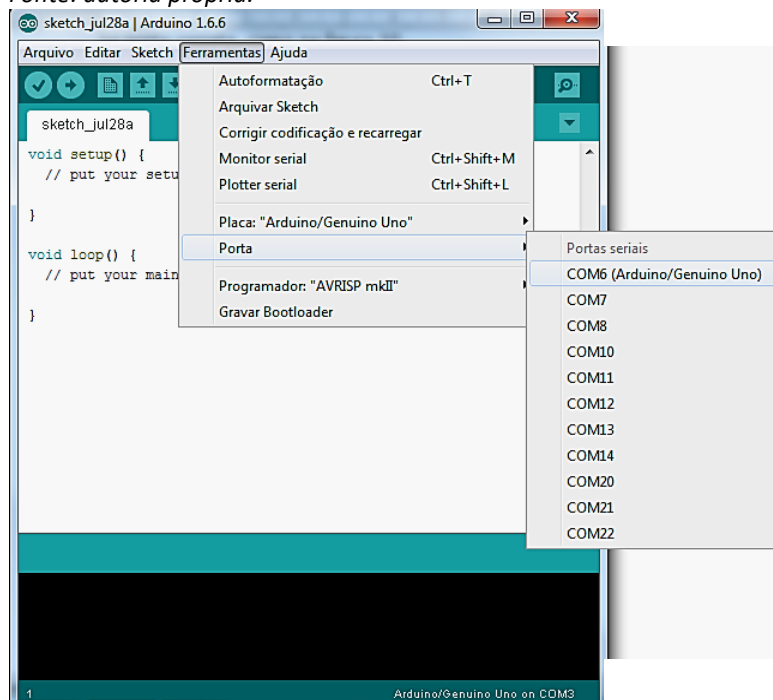 Fonte: autoria própria.
sketch_jul28a | Arduino 1.6.6
Arquivo Editar Sketch Ferramentas Ajuda
sketch_jul28a
void setup() {
// put your setu
}
void loop() {
// put your main
}
Autoformatação Ctrl+T
Arquivar Sketch
Corrigir codificação e recarregar
Monitor serial Ctrl+Shift+M
Plotter serial Ctrl+Shift+L
Placa: "Arduino/Genuino Uno"
Porta
Programador: "AVRISP mkII"
Gravar Bootloader
Portas seriais
COM6 (Arduino/Genuino Uno)
COM7
COM8
COM10
COM11
COM12
COM13
COM14
COM20
COM21
COM22
1 Arduino/Genuino Uno on COM3